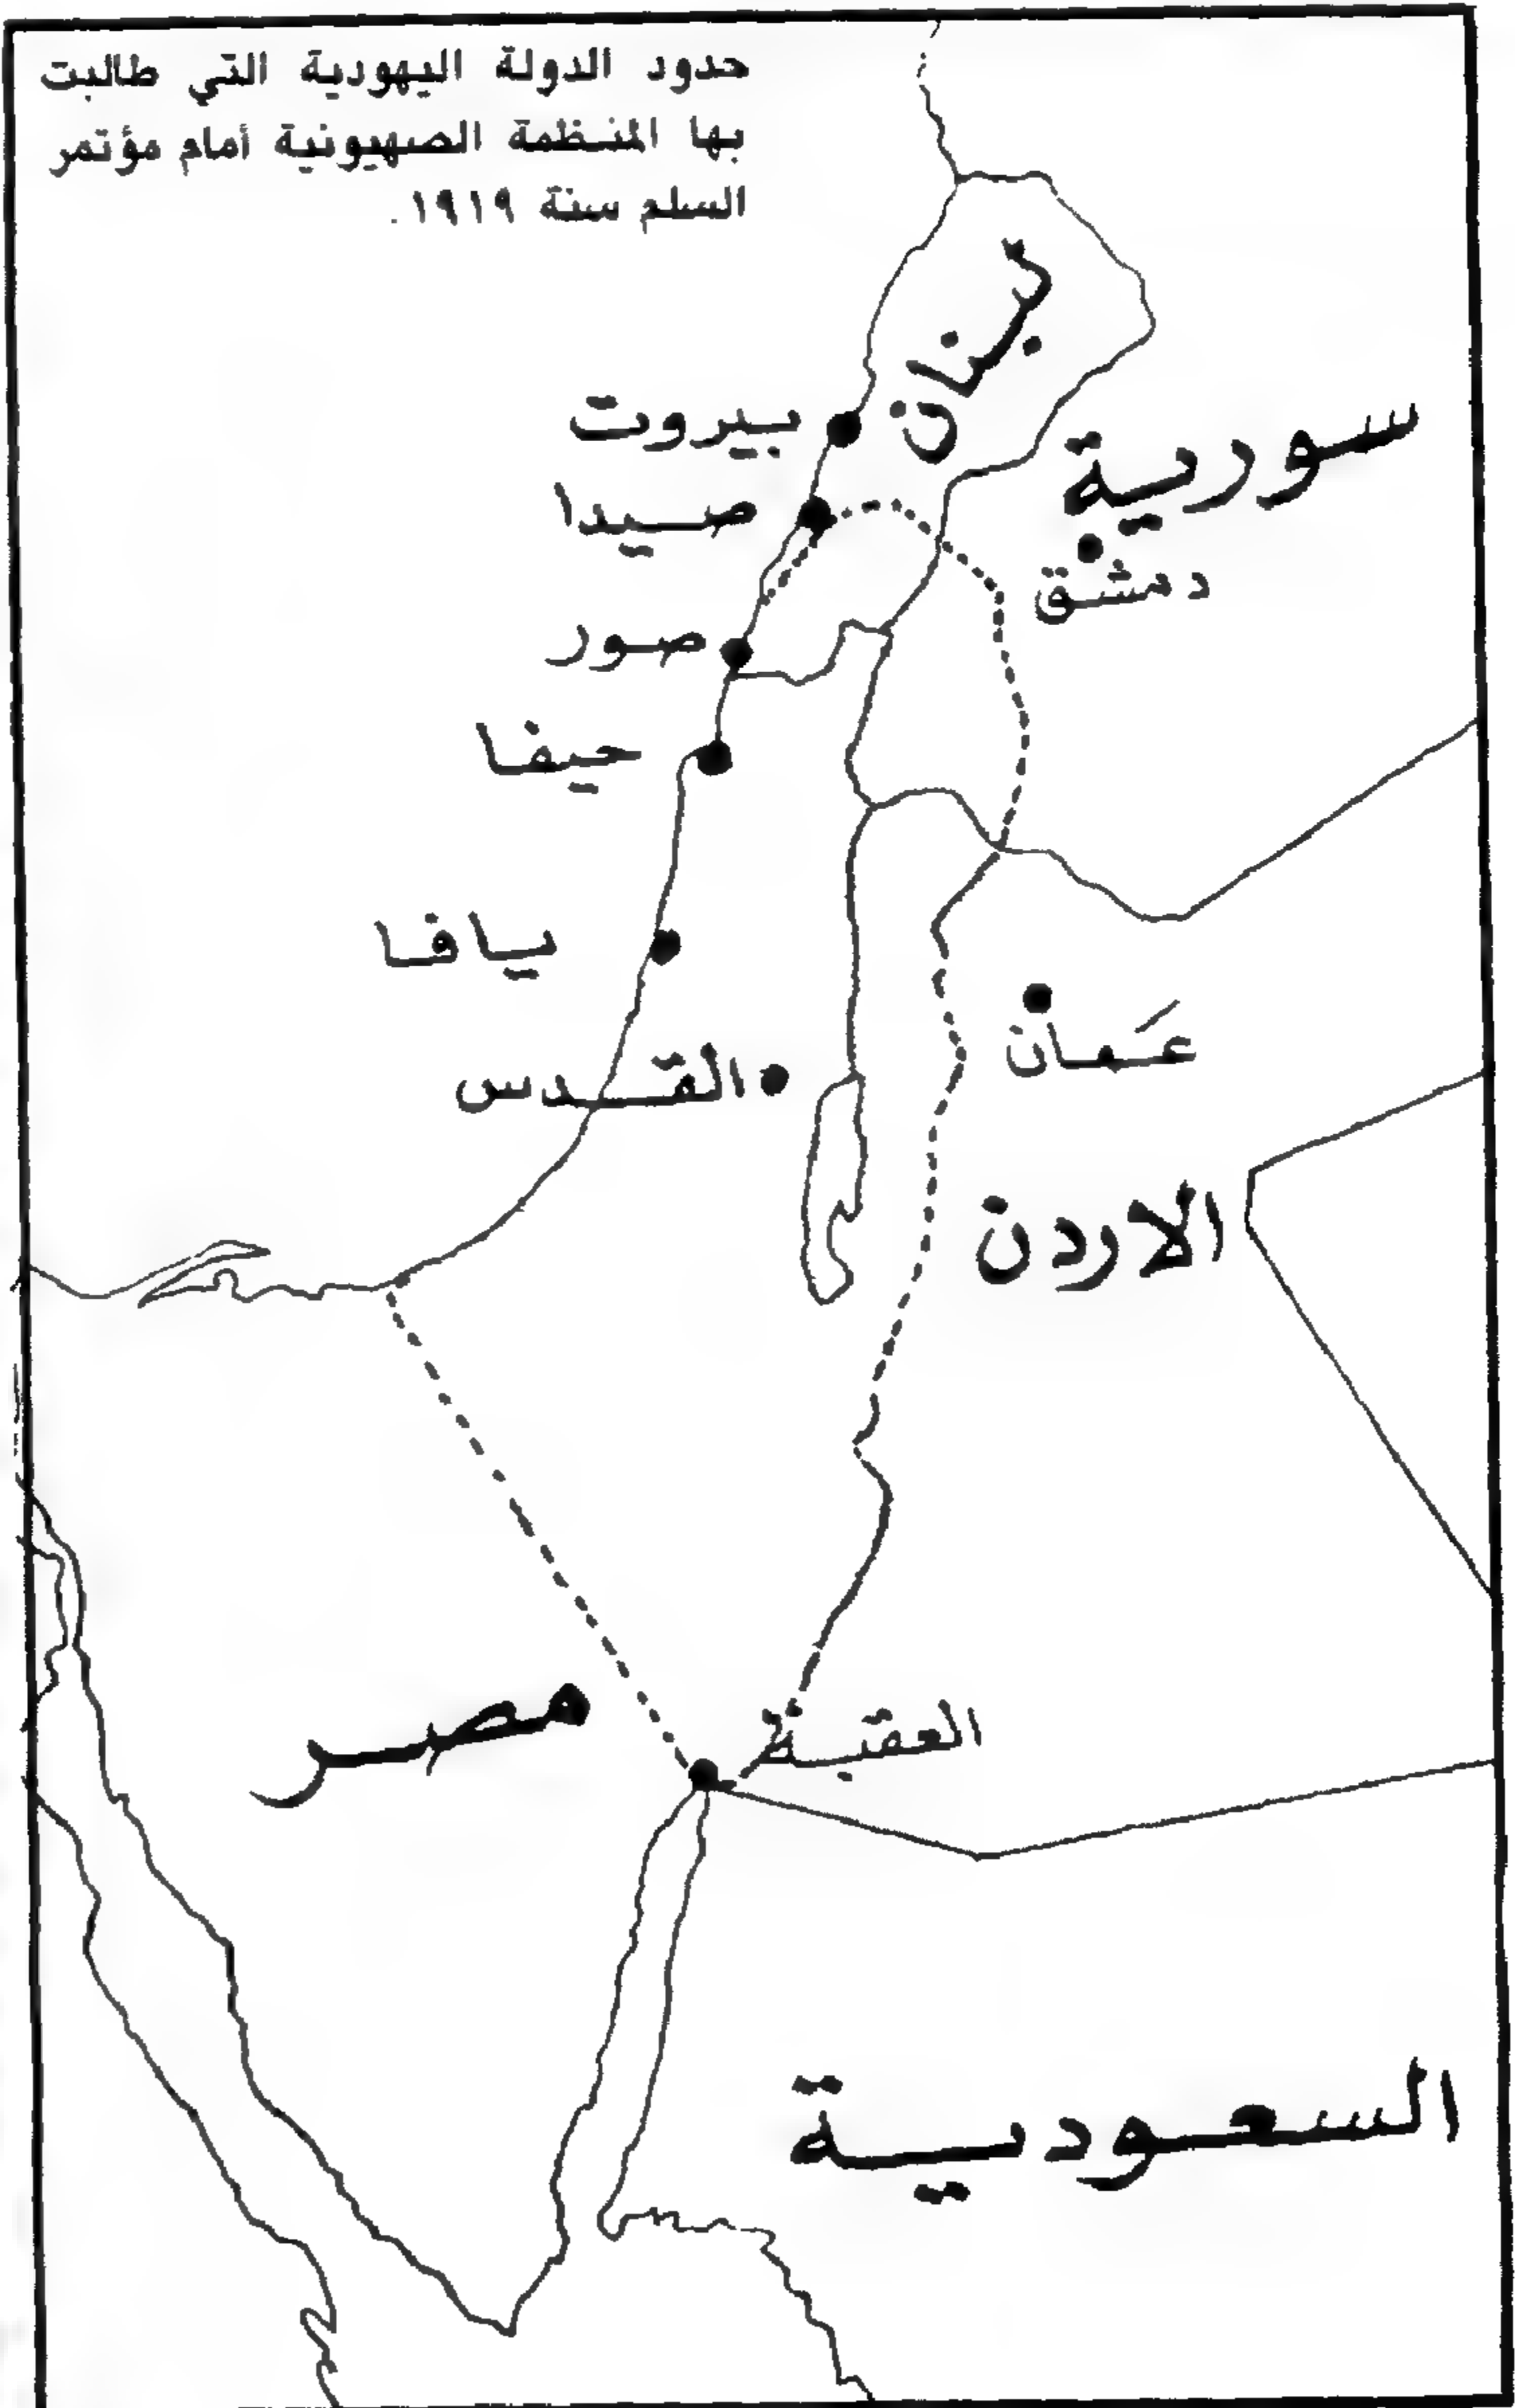 حدود الدولة اليهودية التي طالبت
بها المنظمة الصهيونية أمام مؤتمر
السلم سنة ١٩١٩.
لبنان
بيروت
سورية
صيدا
دمشق
صور
حيفا
يافا
عَمان
القدس
الاردن
مصر
العقبة
السعودية